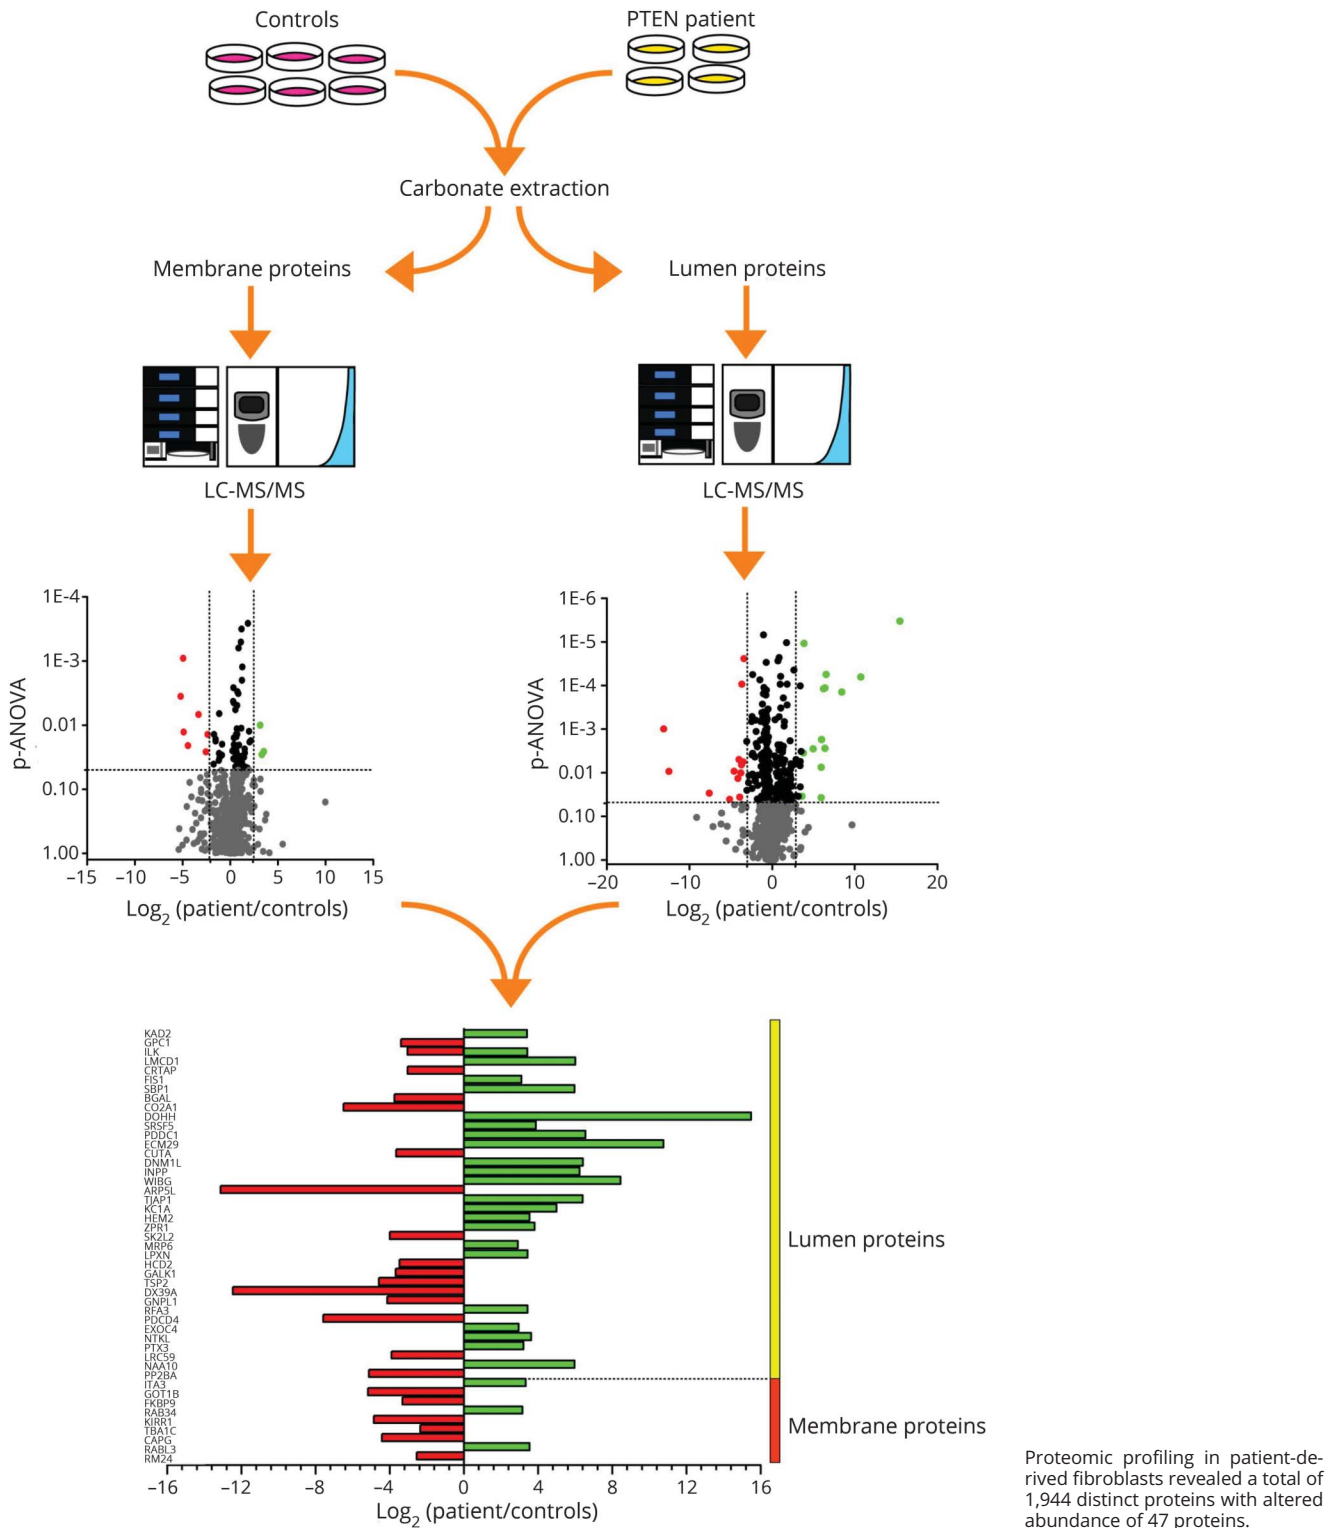 Controls
PTEN patient
Carbonate extraction
Membrane proteins
Lumen proteins
LC-MS/MS
LC-MS/MS
1E-4
1E-3
0.01
0.10
1.00
p-ANOVA
−15 −10 −5 0 5 10 15
Log2 (patient/controls)
1E-6
1E-5
1E-4
1E-3
0.01
0.10
1.00
p-ANOVA
−20 −10 0 10 20
Log2 (patient/controls)
KAD2
GPC1
ILK
LMCD1
CRTAP
FIS1
SBP1
BGAL
CO2A1
DOHH
SRSF5
PDDC1
ECM29
CUTA
DNM1L
INPP
WIBG
ARP5L
TJAP1
KC1A
HEM2
ZPR1
SK2L2
MRP6
LPXN
HCD2
GALK1
TSP2
DX39A
GNPL1
RFA3
PDCD4
EXOC4
NTKL
PTX3
LRC59
NAA10
PP2BA
ITA3
GOT1B
FKBP9
RAB34
KIRR1
TBA1C
CAPG
RABL3
RM24
Lumen proteins
Membrane proteins
−16 −12 −8 −4 0 4 8 12 16
Log2 (patient/controls)
Proteomic profiling in patient-de-
rived fibroblasts revealed a total of
1,944 distinct proteins with altered
abundance of 47 proteins.